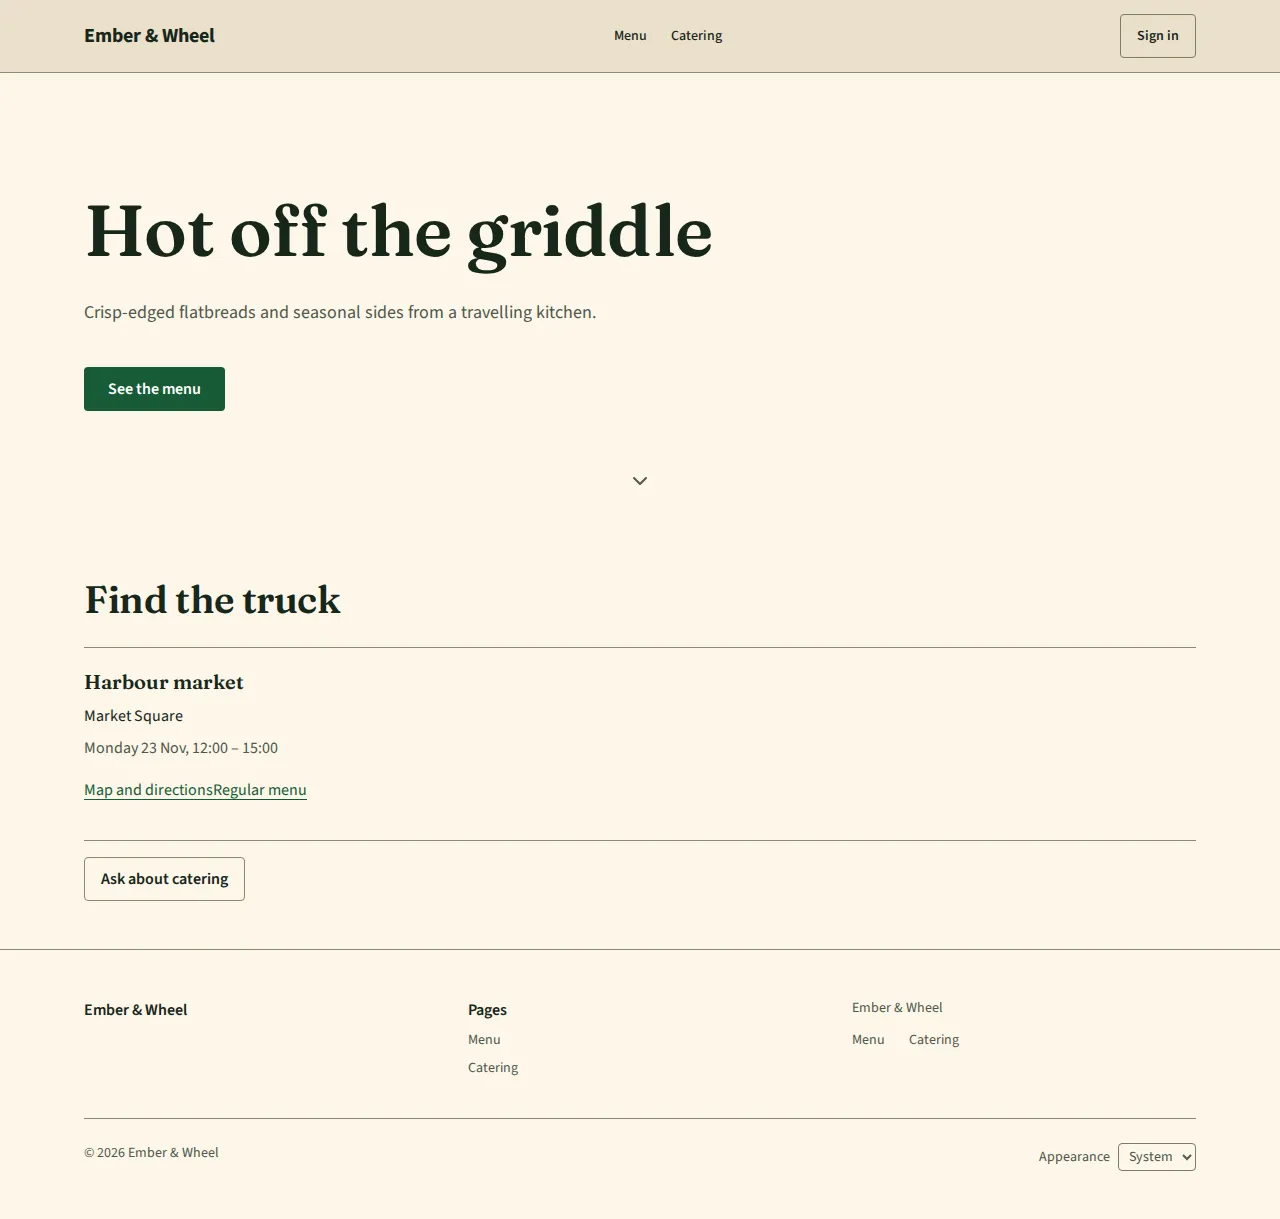 Ember & Wheel
Menu Catering
Sign in
Hot off the griddle
Crisp-edged flatbreads and seasonal sides from a travelling kitchen.
See the menu
Find the truck
Harbour market
Market Square
Monday 23 Nov, 12:00 – 15:00
Map and directionsRegular menu
Ask about catering
Ember & Wheel
Pages
Menu
Catering
Ember & Wheel
Menu Catering
© 2026 Ember & Wheel
Appearance System